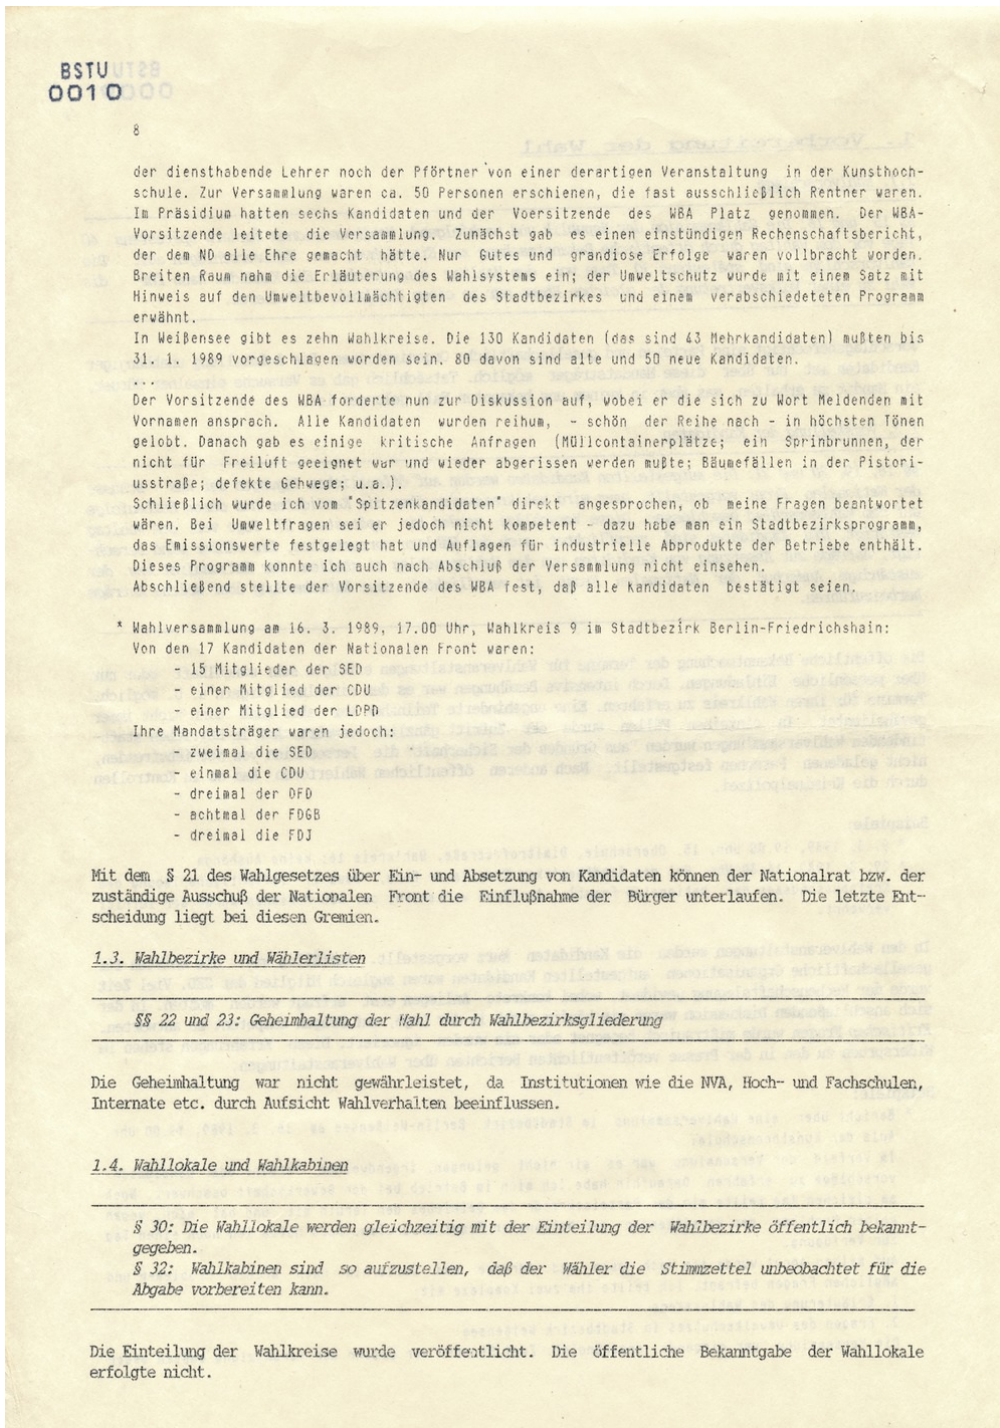 BSTU
0010
8
der diensthabende Lehrer noch der Pförtner von einer derartigen Veranstaltung in der Kunsthoch-
schule. Zur Versammlung waren ca. 50 Personen erschienen, die fast ausschließlich Rentner waren.
Im Präsidium hatten sechs Kandidaten und der Voersitzende des WBA Platz genommen. Der WBA-
Vorsitzende leitete die Versammlung. Zunächst gab es einen einstündigen Rechenschaftsbericht,
der dem ND alle Ehre gemacht hätte. Nur Gutes und grandiose Erfolge waren vollbracht worden.
Breiten Raum nahm die Erläuterung des Wahlsystems ein; der Umweltschutz wurde mit einem Satz mit
Hinweis auf den Umweltbevollmächtigten des Stadtbezirkes und einem verabschiedeteten Programm
erwähnt.
In Weißensee gibt es zehn Wahlkreise. Die 130 Kandidaten (das sind 43 Mehrkandidaten) mußten bis
31. 1. 1989 vorgeschlagen worden sein. 80 davon sind alte und 50 neue Kandidaten.
...
Der Vorsitzende des WBA forderte nun zur Diskussion auf, wobei er die sich zu Wort Meldenden mit
Vornamen ansprach. Alle Kandidaten wurden reihum, - schön der Reihe nach - in höchsten Tönen
gelobt. Danach gab es einige kritische Anfragen (Müllcontainerplätze; ein Sprinbrunnen, der
nicht für Freiluft geeignet war und wieder abgerissen werden mußte; Bäumefällen in der Pistori-
usstraße; defekte Gehwege; u.a.).
Schließlich wurde ich vom "Spitzenkandidaten" direkt angesprochen, ob meine Fragen beantwortet
wären. Bei Umweltfragen sei er jedoch nicht kompetent - dazu habe man ein Stadtbezirksprogramm,
das Emissionswerte festgelegt hat und Auflagen für industrielle Abprodukte der Betriebe enthält.
Dieses Programm konnte ich auch nach Abschluß der Versammlung nicht einsehen.
Abschließend stellte der Vorsitzende des WBA fest, daß alle Kandidaten bestätigt seien.
* Wahlversammlung am 16. 3. 1989, 17.00 Uhr, Wahlkreis 9 im Stadtbezirk Berlin-Friedrichshain:
Von den 17 Kandidaten der Nationalen Front waren:
- 15 Mitglieder der SED
- einer Mitglied der CDU
- einer Mitglied der LDPD
Ihre Mandatsträger waren jedoch:
- zweimal die SED
- einmal die CDU
- dreimal der DFD
- achtmal der FDGB
- dreimal die FDJ
Mit dem § 21 des Wahlgesetzes über Ein- und Absetzung von Kandidaten können der Nationalrat bzw. der
zuständige Ausschuß der Nationalen Front die Einflußnahme der Bürger unterlaufen. Die letzte Ent-
scheidung liegt bei diesen Gremien.
1.3. Wahlbezirke und Wählerlisten
§§ 22 und 23: Geheimhaltung der Wahl durch Wahlbezirksgliederung
Die Geheimhaltung war nicht gewährleistet, da Institutionen wie die NVA, Hoch- und Fachschulen,
Internate etc. durch Aufsicht Wahlverhalten beeinflussen.
1.4. Wahllokale und Wahlkabinen
§ 30: Die Wahllokale werden gleichzeitig mit der Einteilung der Wahlbezirke öffentlich bekannt-
gegeben.
§ 32: Wahlkabinen sind so aufzustellen, daß der Wähler die Stimmzettel unbeobachtet für die
Abgabe vorbereiten kann.
Die Einteilung der Wahlkreise wurde veröffentlicht. Die öffentliche Bekanntgabe der Wahllokale
erfolgte nicht.